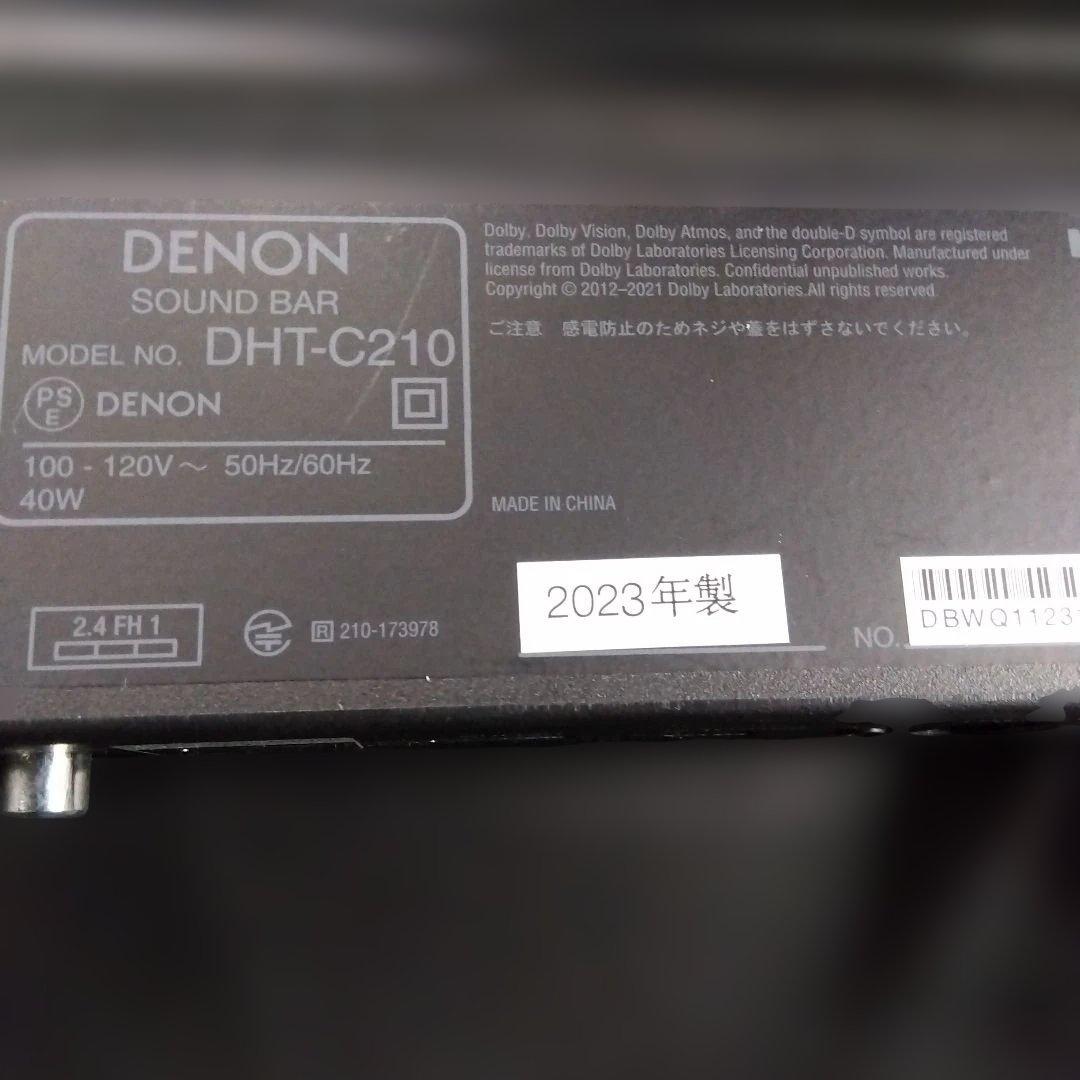 DENON
SOUND BAR
MODEL NO. DHT-C210
PS
E
DENON
100 - 120V～ 50Hz/60Hz
40W
Dolby, Dolby Vision, Dolby Atmos, and the double-D symbol are registered
trademarks of Dolby Laboratories Licensing Corporation. Manufactured under
license from Dolby Laboratories. Confidential unpublished works.
Copyright © 2012–2021 Dolby Laboratories.All rights reserved.
ご注意 感電防止のためネジや蓋をはずさないでください。
MADE IN CHINA
2023年製
2.4 FH 1
R 210-173978
NO.
DBWQ1123